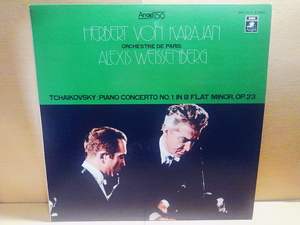 Angel 150
HERBERT VON KARAJAN
ORCHESTRE DE PARIS
ALEXIS WEISSENBERG
TCHAIKOVSKY: PIANO CONCERTO NO. 1 IN B FLAT MINOR, OP. 23